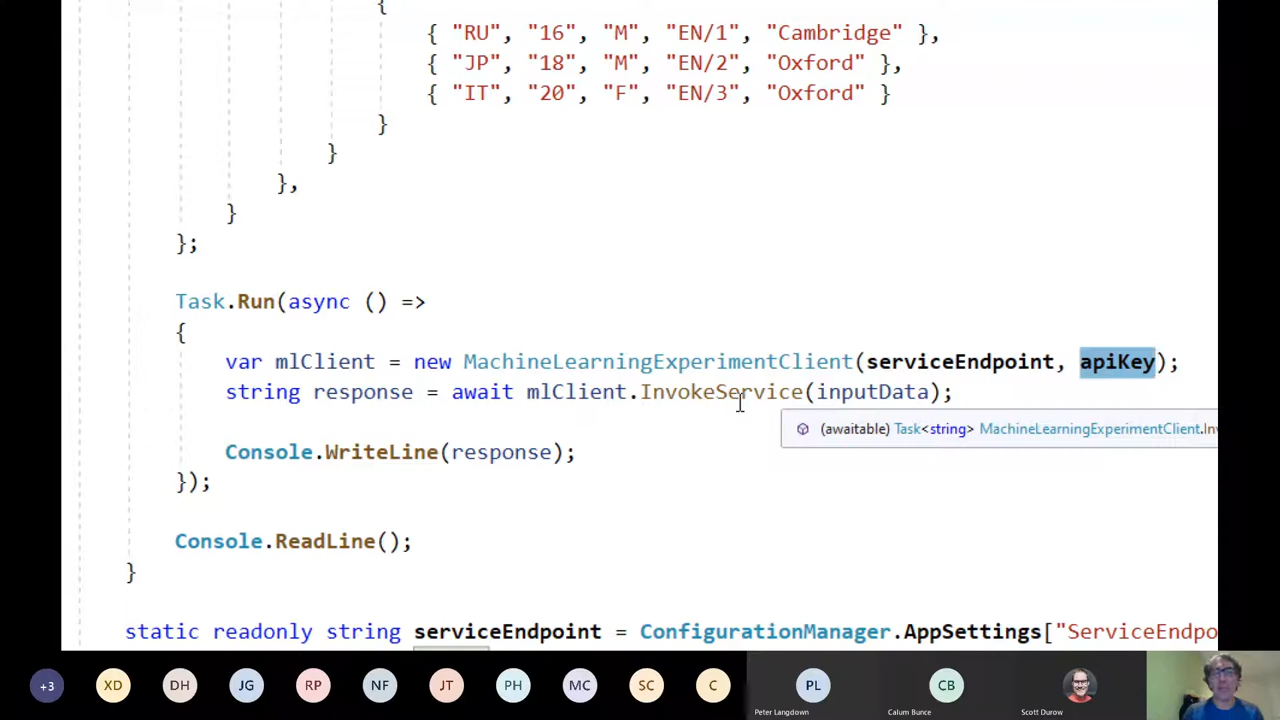 {
{ "RU", "16", "M", "EN/1", "Cambridge" },
{ "JP", "18", "M", "EN/2", "Oxford" },
{ "IT", "20", "F", "EN/3", "Oxford" }
}
}
},
}
};
Task.Run(async () =>
{
var mlClient = new MachineLearningExperimentClient(serviceEndpoint, apiKey);
string response = await mlClient.InvokeService(inputData);
(awaitable) Task<string> MachineLearningExperimentClient.Inv
Console.WriteLine(response);
});
Console.ReadLine();
}
static readonly string serviceEndpoint = ConfigurationManager.AppSettings["ServiceEndpo
+3 XD DH JG RP NF JT PH MC SC C PL CB
Peter Langdown Calum Bunce Scott Durow